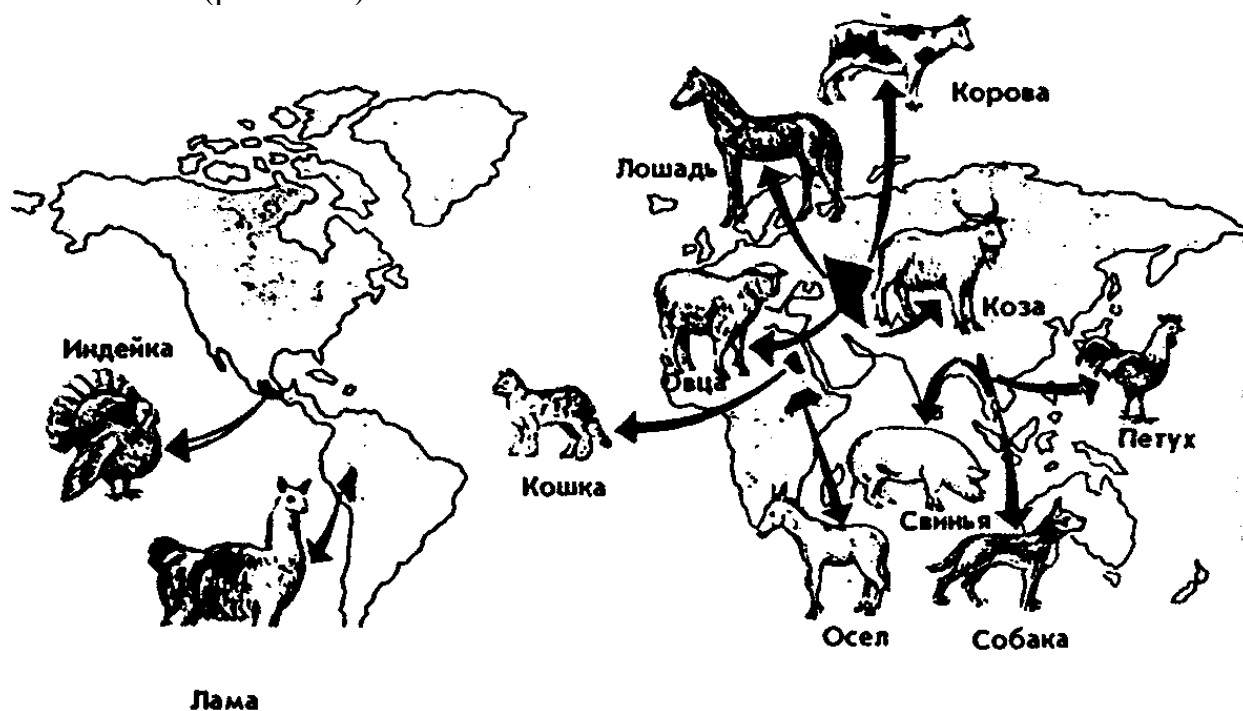 Корова
Лошадь
Коза
Индейка
Овца
Петух
Кошка
Свинья
Осел
Собака
Лама